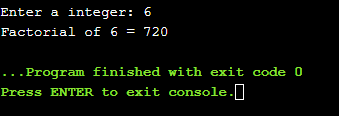 Enter a integer: 6
Factorial of 6 = 720
...Program finished with exit code 0
Press ENTER to exit console.